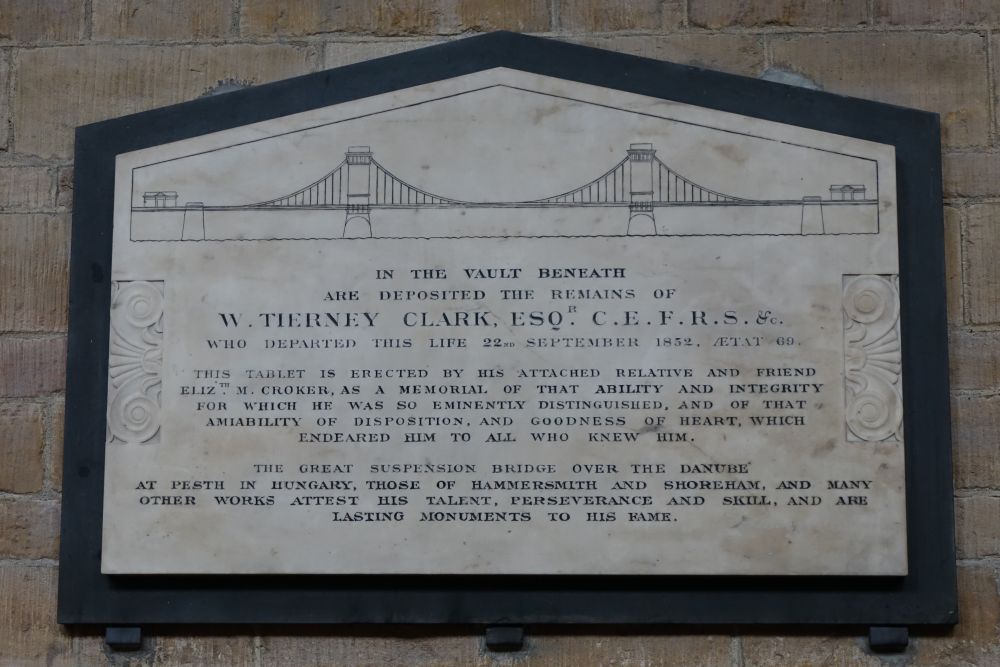 IN THE VAULT BENEATH
ARE DEPOSITED THE REMAINS OF
W. TIERNEY CLARK, ESQ.R C.E. F.R.S. &c.
WHO DEPARTED THIS LIFE 22ND SEPTEMBER 1852, ÆTAT 69.
THIS TABLET IS ERECTED BY HIS ATTACHED RELATIVE AND FRIEND
ELIZ.TH M. CROKER, AS A MEMORIAL OF THAT ABILITY AND INTEGRITY
FOR WHICH HE WAS SO EMINENTLY DISTINGUISHED, AND OF THAT
AMIABILITY OF DISPOSITION, AND GOODNESS OF HEART, WHICH
ENDEARED HIM TO ALL WHO KNEW HIM.
THE GREAT SUSPENSION BRIDGE OVER THE DANUBE
AT PESTH IN HUNGARY, THOSE OF HAMMERSMITH AND SHOREHAM, AND MANY
OTHER WORKS ATTEST HIS TALENT, PERSEVERANCE AND SKILL, AND ARE
LASTING MONUMENTS TO HIS FAME.